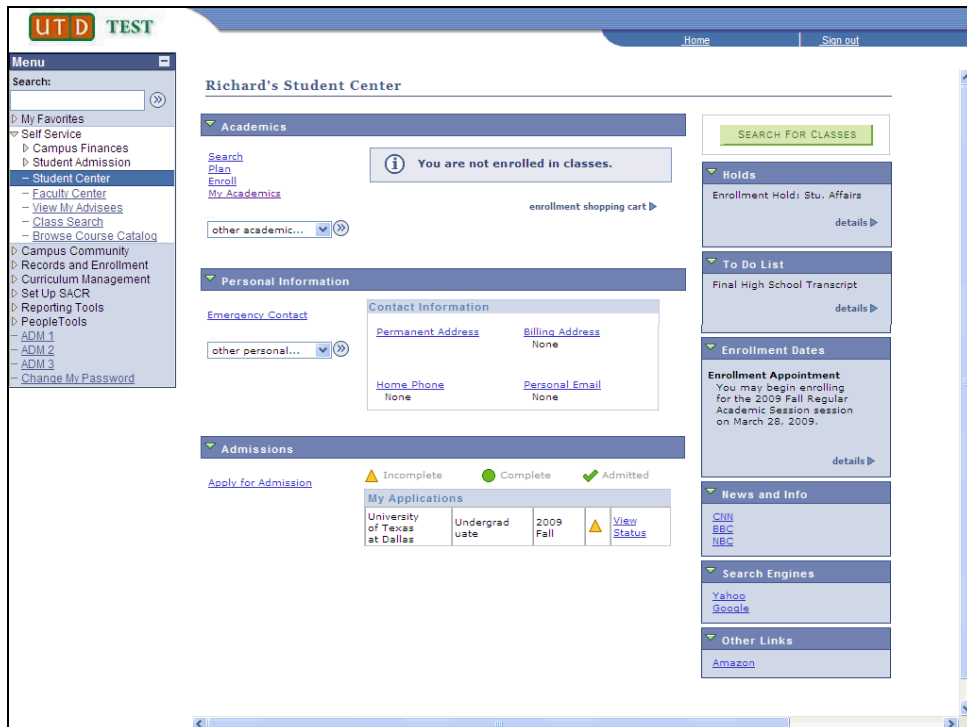 UTD TEST
Home
Sign out
Menu
Search:
My Favorites
Self Service
Campus Finances
Student Admission
– Student Center
– Faculty Center
– View My Advisees
– Class Search
– Browse Course Catalog
Campus Community
Records and Enrollment
Curriculum Management
Set Up SACR
Reporting Tools
PeopleTools
– ADM 1
– ADM 2
– ADM 3
– Change My Password
Richard's Student Center
Academics
Search
Plan
Enroll
My Academics
other academic...
You are not enrolled in classes.
enrollment shopping cart
Personal Information
Emergency Contact
other personal...
Contact Information
Permanent Address
Billing Address
None
Home Phone
None
Personal Email
None
Admissions
Apply for Admission
Incomplete
Complete
Admitted
My Applications
University
of Texas
at Dallas
Undergrad
uate
2009
Fall
View
Status
SEARCH FOR CLASSES
Holds
Enrollment Hold: Stu. Affairs
details
To Do List
Final High School Transcript
details
Enrollment Dates
Enrollment Appointment
You may begin enrolling
for the 2009 Fall Regular
Academic Session session
on March 28, 2009.
details
News and Info
CNN
BBC
NBC
Search Engines
Yahoo
Google
Other Links
Amazon